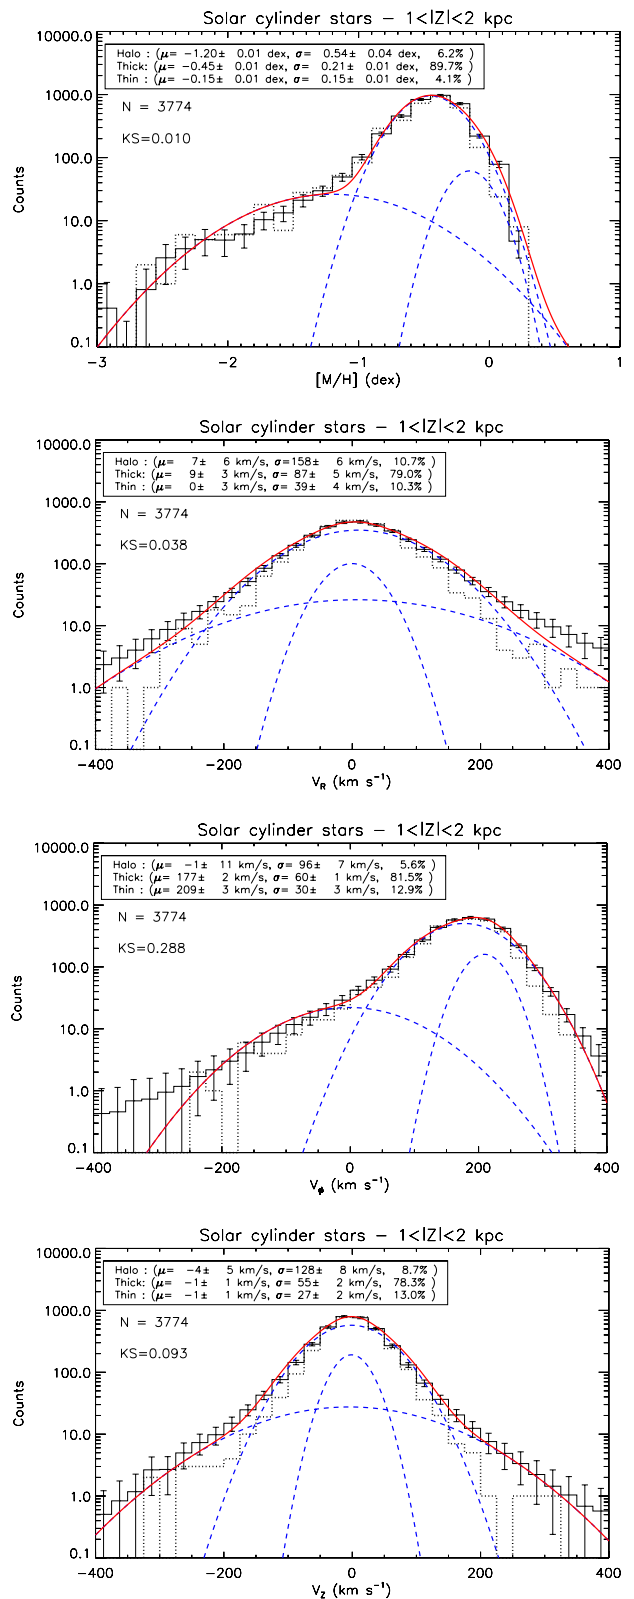 Solar cylinder stars − 1<|Z|<2 kpc
10000.0
Halo : (μ= −1.20± 0.01 dex, σ= 0.54± 0.04 dex, 6.2% )
Thick: (μ= −0.45± 0.01 dex, σ= 0.21± 0.01 dex, 89.7% )
Thin : (μ= −0.15± 0.01 dex, σ= 0.15± 0.01 dex, 4.1% )
1000.0
N = 3774
KS=0.010
100.0
Counts
10.0
1.0
0.1
−3 −2 −1 0 1
[M/H] (dex)
Solar cylinder stars − 1<|Z|<2 kpc
10000.0
Halo : (μ= 7± 6 km/s, σ=158± 6 km/s, 10.7% )
Thick: (μ= 9± 3 km/s, σ= 87± 5 km/s, 79.0% )
Thin : (μ= 0± 3 km/s, σ= 39± 4 km/s, 10.3% )
1000.0
N = 3774
KS=0.038
100.0
Counts
10.0
1.0
0.1
−400 −200 0 200 400
V_R (km s⁻¹)
Solar cylinder stars − 1<|Z|<2 kpc
10000.0
Halo : (μ= −1± 11 km/s, σ= 96± 7 km/s, 5.6% )
Thick: (μ= 177± 2 km/s, σ= 60± 1 km/s, 81.5% )
Thin : (μ= 209± 3 km/s, σ= 30± 3 km/s, 12.9% )
1000.0
N = 3774
KS=0.288
100.0
Counts
10.0
1.0
0.1
−400 −200 0 200 400
V_ϕ (km s⁻¹)
Solar cylinder stars − 1<|Z|<2 kpc
10000.0
Halo : (μ= −4± 5 km/s, σ=128± 8 km/s, 8.7% )
Thick: (μ= −1± 1 km/s, σ= 55± 2 km/s, 78.3% )
Thin : (μ= −1± 1 km/s, σ= 27± 2 km/s, 13.0% )
1000.0
N = 3774
KS=0.093
100.0
Counts
10.0
1.0
0.1
−400 −200 0 200 400
V_Z (km s⁻¹)